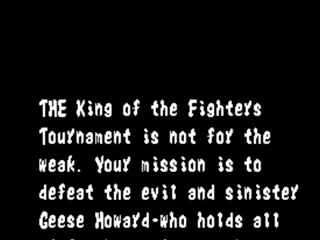 THE King of the Fighters
Tournament is not for the
weak. Your mission is to
defeat the evil and sinister
Geese Howard-who holds all